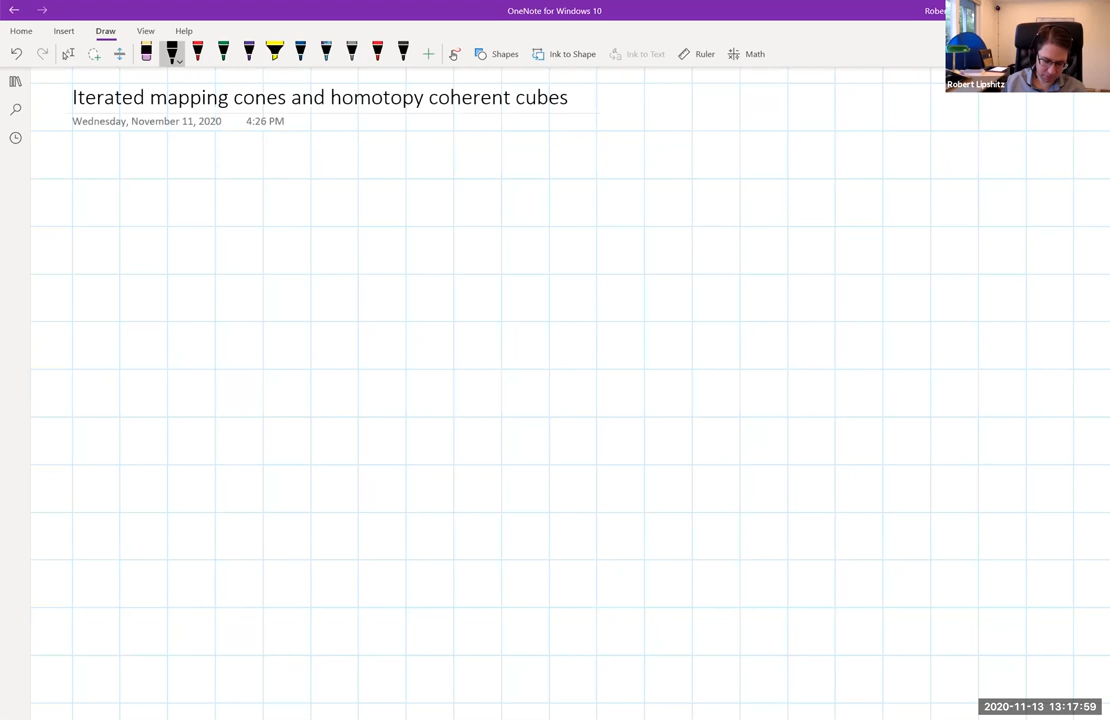 OneNote for Windows 10
Rober
Home Insert Draw View Help
Shapes Ink to Shape Ink to Text Ruler Math
Robert Lipshitz
Iterated mapping cones and homotopy coherent cubes
Wednesday, November 11, 2020 4:26 PM
2020-11-13 13:17:59